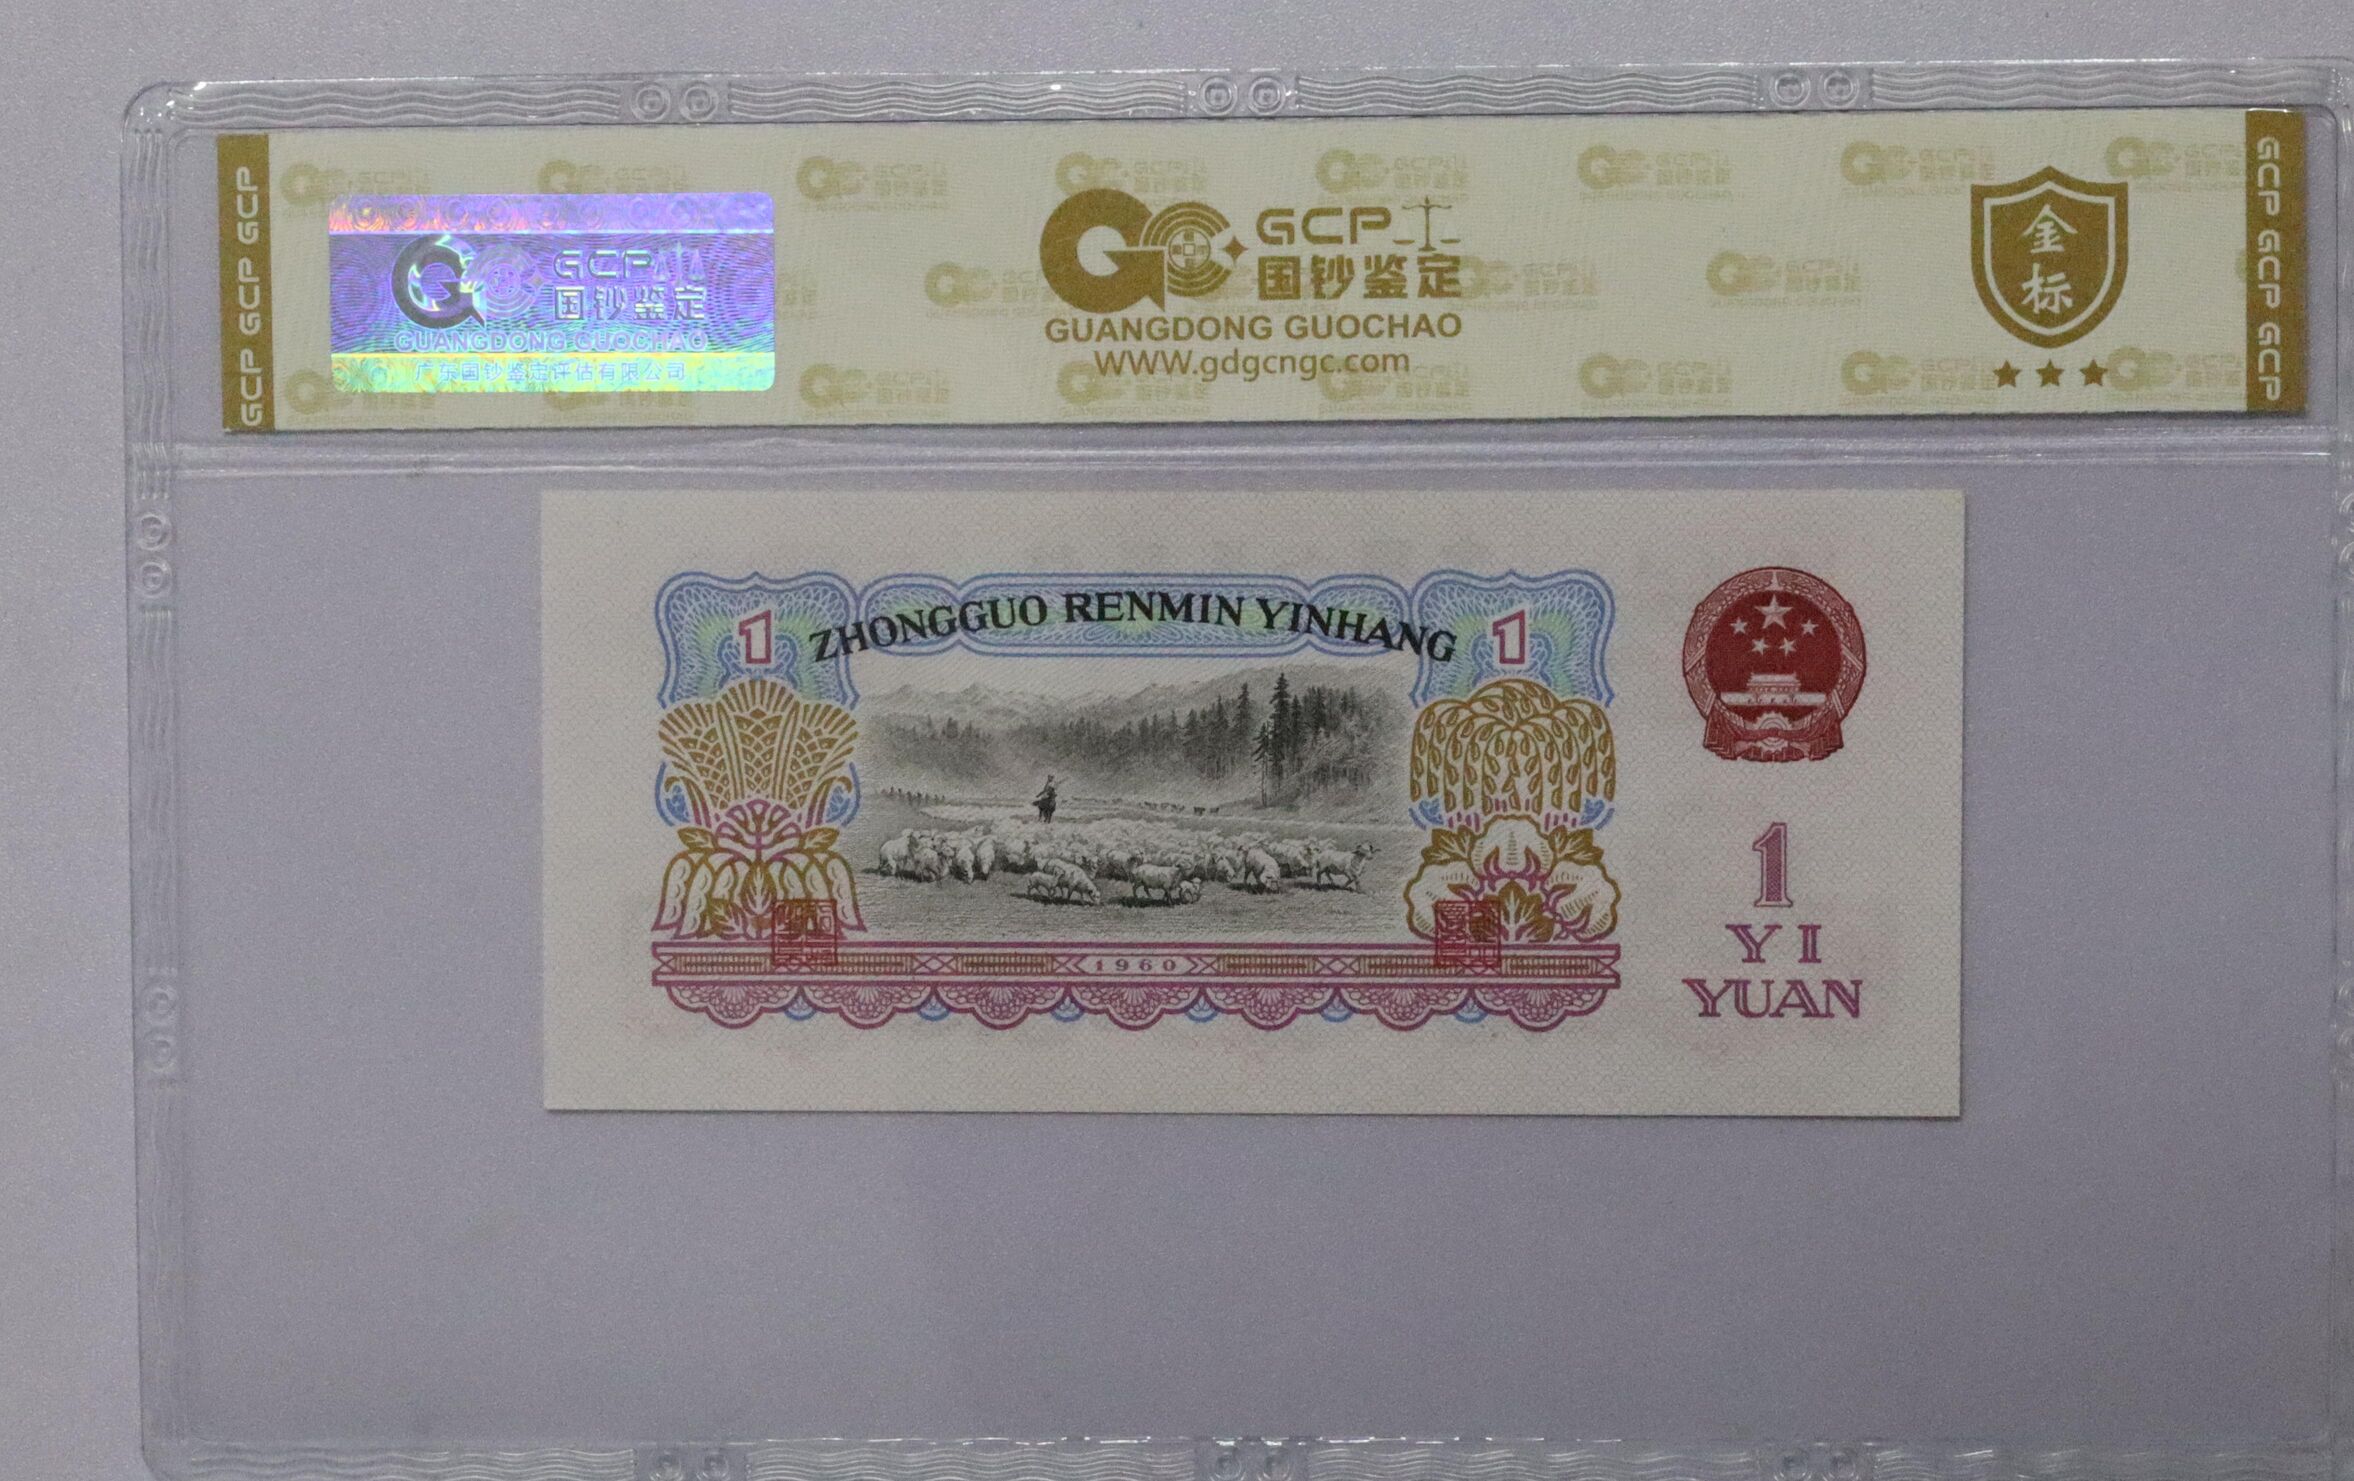 GCP GCP GCP
GCP
国钞鉴定
GUANGDONG GUOCHAO
广东国钞鉴定评估有限公司
GCP
国钞鉴定
GUANGDONG GUOCHAO
WWW.gdgcngc.com
金
标
GCP GCP GCP
1
ZHONGGUO RENMIN YINHANG
1
1960
1
YI
YUAN